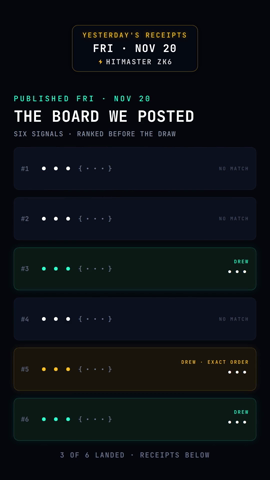 YESTERDAY'S RECEIPTS
FRI · NOV 20
⚡HITMASTER ZK6
PUBLISHED FRI · NOV 20
THE BOARD WE POSTED
SIX SIGNALS · RANKED BEFORE THE DRAW
#1 • • • {···} NO MATCH
#2 • • • {···} NO MATCH
DREW
#3 • • • {···} • • •
#4 • • • {···} NO MATCH
DREW · EXACT ORDER
#5 • • • {···} • • •
DREW
#6 • • • {···} • • •
3 OF 6 LANDED · RECEIPTS BELOW